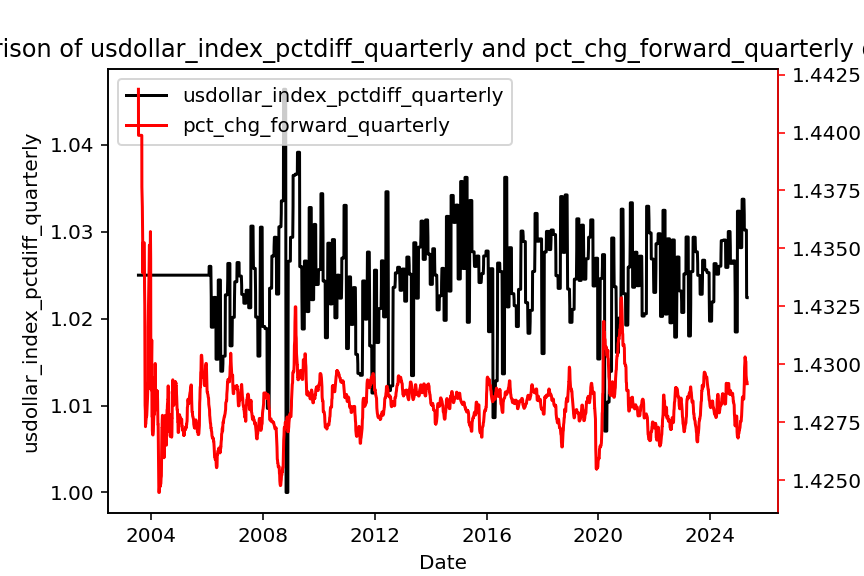 rison of usdollar_index_pctdiff_quarterly and pct_chg_forward_quarterly
usdollar_index_pctdiff_quarterly
pct_chg_forward_quarterly
usdollar_index_pctdiff_quarterly
1.04
1.03
1.02
1.01
1.00
1.4425
1.4400
1.4375
1.4350
1.4325
1.4300
1.4275
1.4250
2004 2008 2012 2016 2020 2024
Date